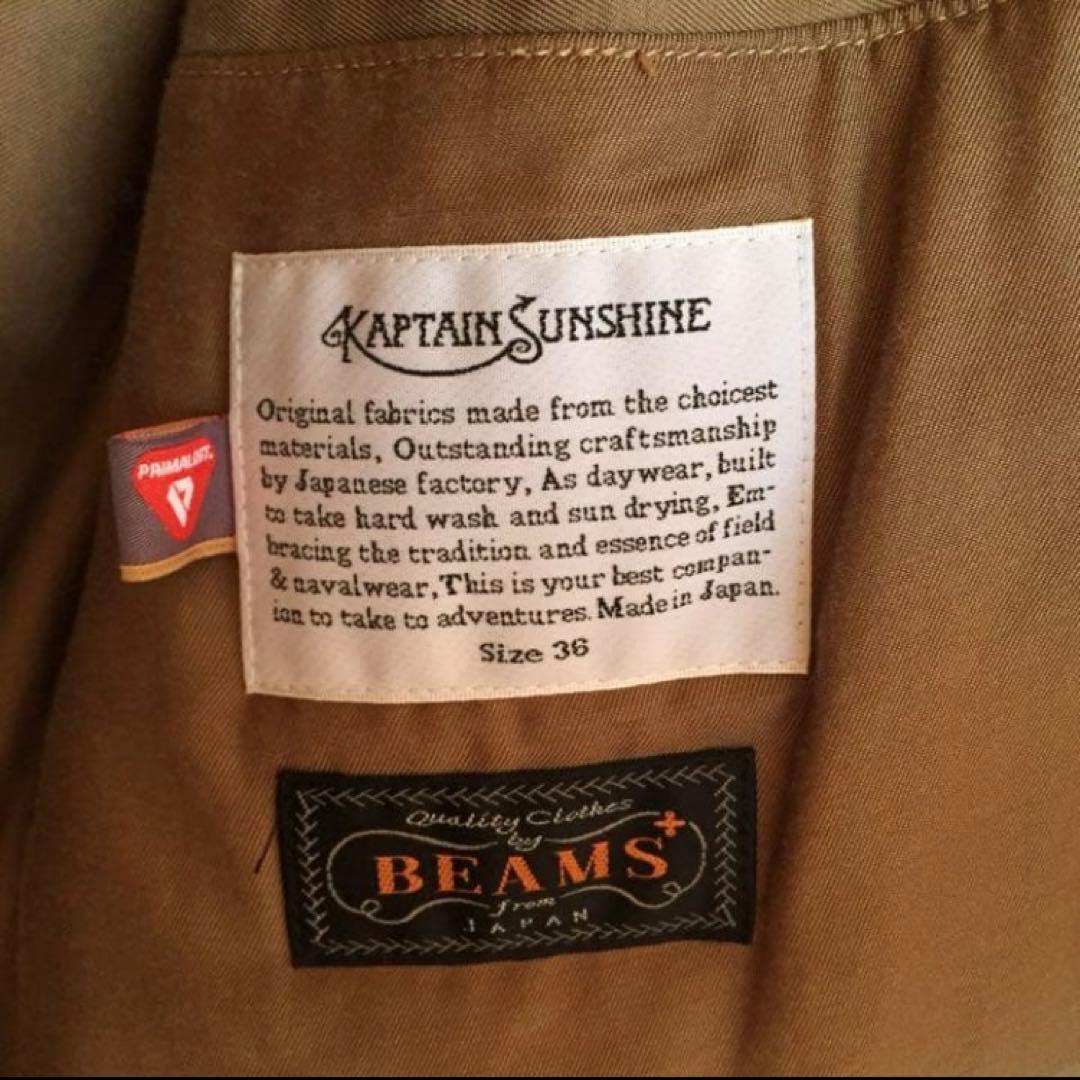 KAPTAIN SUNSHINE
Original fabrics made from the choicest
materials, Outstanding craftsmanship
by Japanese factory, As daywear, built
to take hard wash and sun drying, Em-
bracing the tradition and essence of field
& navalwear, This is your best compan-
ion to take to adventures. Made in Japan.
Size 36
PRIMALOFT.
Quality Clothes
by
BEAMS+
from
JAPAN